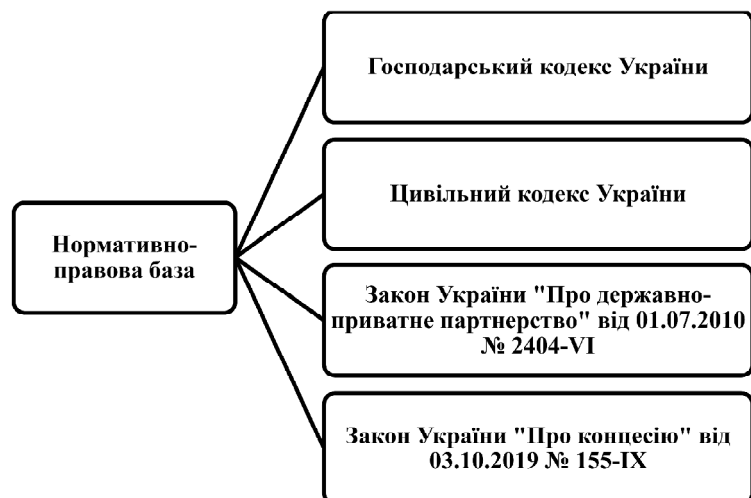 Господарський кодекс України
Цивільний кодекс України
Нормативно-
правова база
Закон України "Про державно-
приватне партнерство" від 01.07.2010
№ 2404-VI
Закон України "Про концесію" від
03.10.2019 № 155-IX